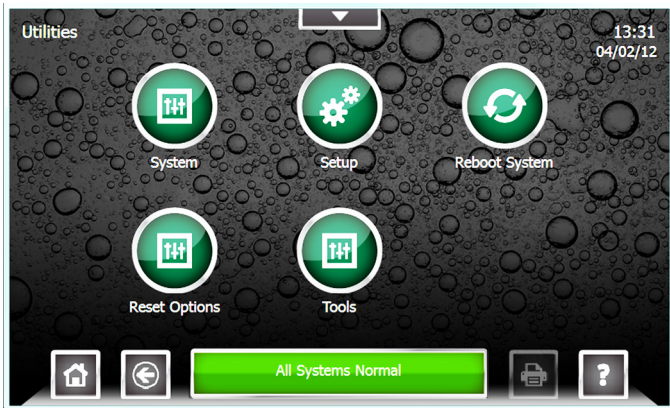 Utilities
13:31
04/02/12
System
Setup
Reboot System
Reset Options
Tools
All Systems Normal
?